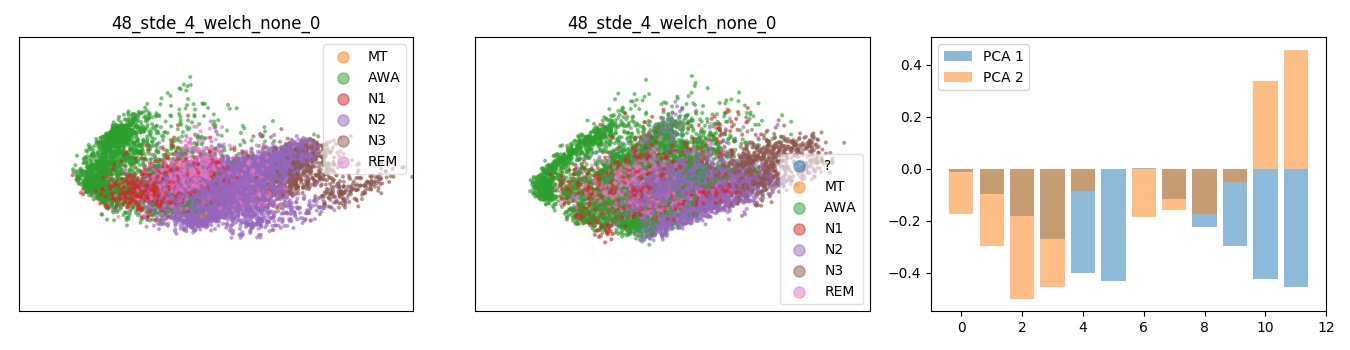 48_stde_4_welch_none_0
MT
AWA
N1
N2
N3
REM
48_stde_4_welch_none_0
?
MT
AWA
N1
N2
N3
REM
PCA 1
PCA 2
0.4
0.2
0.0
−0.2
−0.4
0 2 4 6 8 10 12